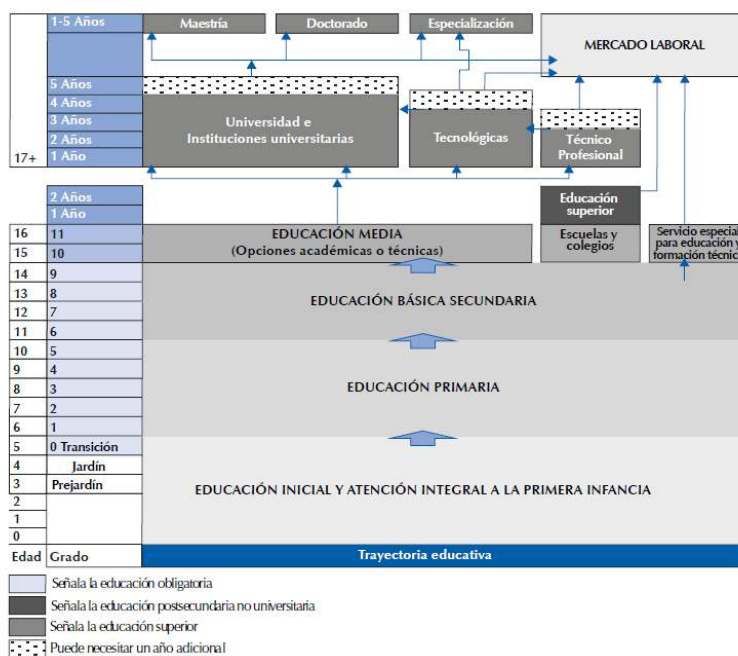 1-5 Años
Maestría
Doctorado
Especialización
MERCADO LABORAL
5 Años
4 Años
3 Años
2 Años
1 Año
17+
Universidad e
Instituciones universitarias
Tecnológicas
Técnico
Profesional
2 Años
1 Año
Educación
superior
16 11
15 10
EDUCACIÓN MEDIA
(Opciones académicas o técnicas)
Escuelas y
colegios
Servicio especial
para educación y
formación técnica
14 9
13 8
12 7
11 6
EDUCACIÓN BÁSICA SECUNDARIA
10 5
9 4
8 3
7 2
6 1
EDUCACIÓN PRIMARIA
5 0 Transición
4 Jardín
3 Prejardín
2
1
0
EDUCACIÓN INICIAL Y ATENCIÓN INTEGRAL A LA PRIMERA INFANCIA
Edad Grado
Trayectoria educativa
Señala la educación obligatoria
Señala la educación postsecundaria no universitaria
Señala la educación superior
Puede necesitar un año adicional